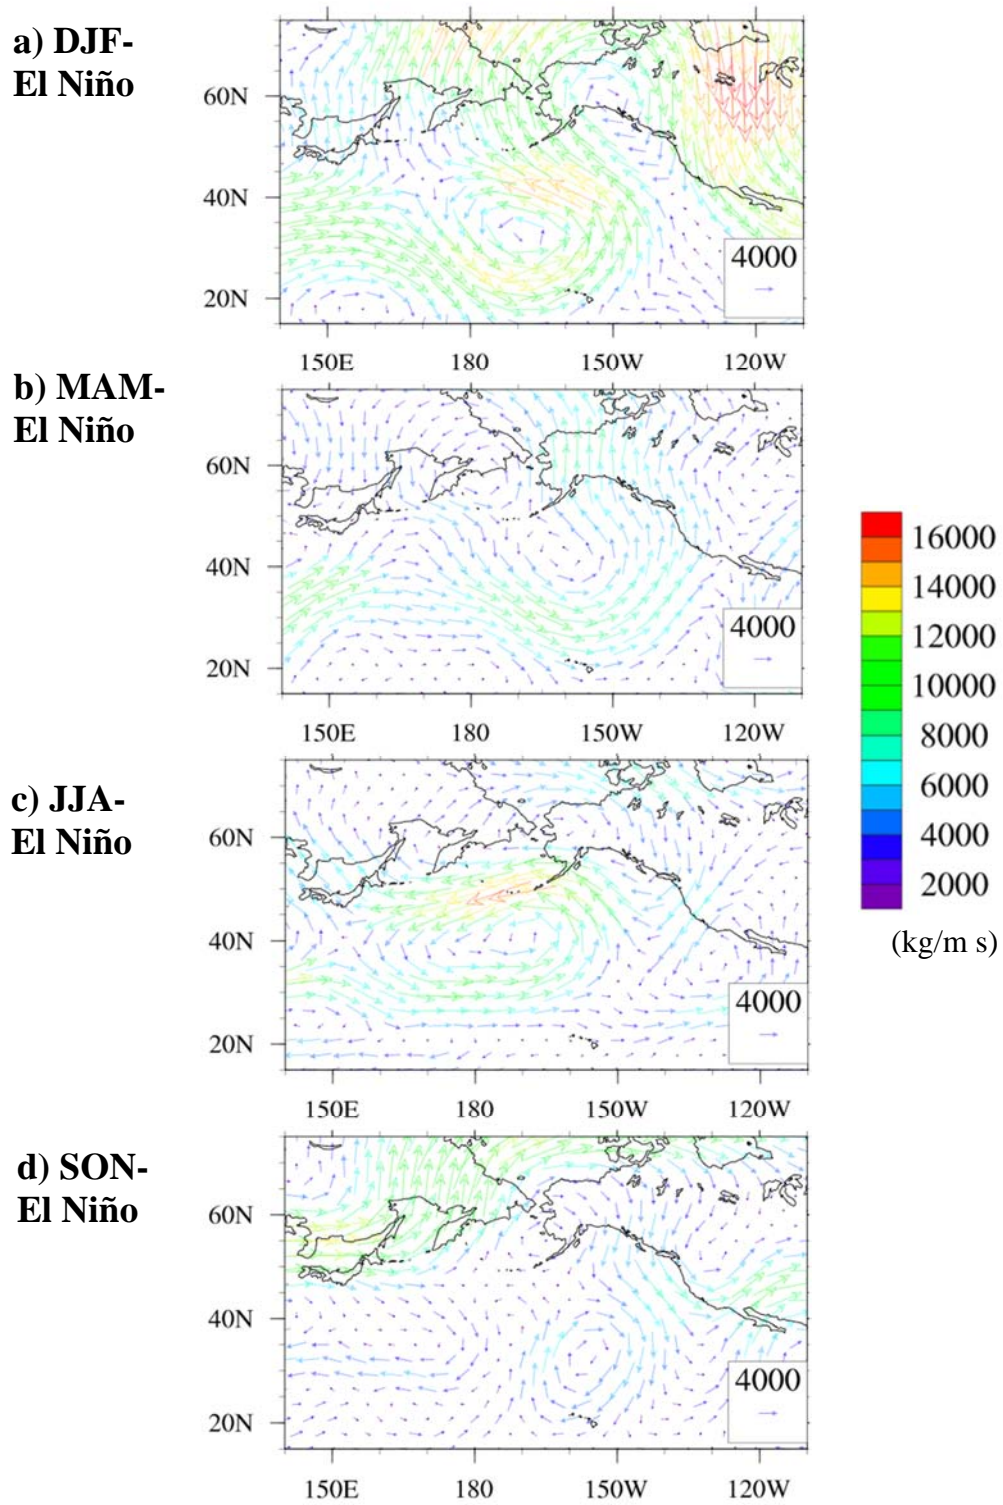 a) DJF-
El Niño
60N
40N
20N
4000
150E 180 150W 120W
b) MAM-
El Niño
60N
40N
20N
4000
150E 180 150W 120W
c) JJA-
El Niño
60N
40N
20N
4000
150E 180 150W 120W
d) SON-
El Niño
60N
40N
20N
4000
150E 180 150W 120W
16000
14000
12000
10000
8000
6000
4000
2000
(kg/m s)